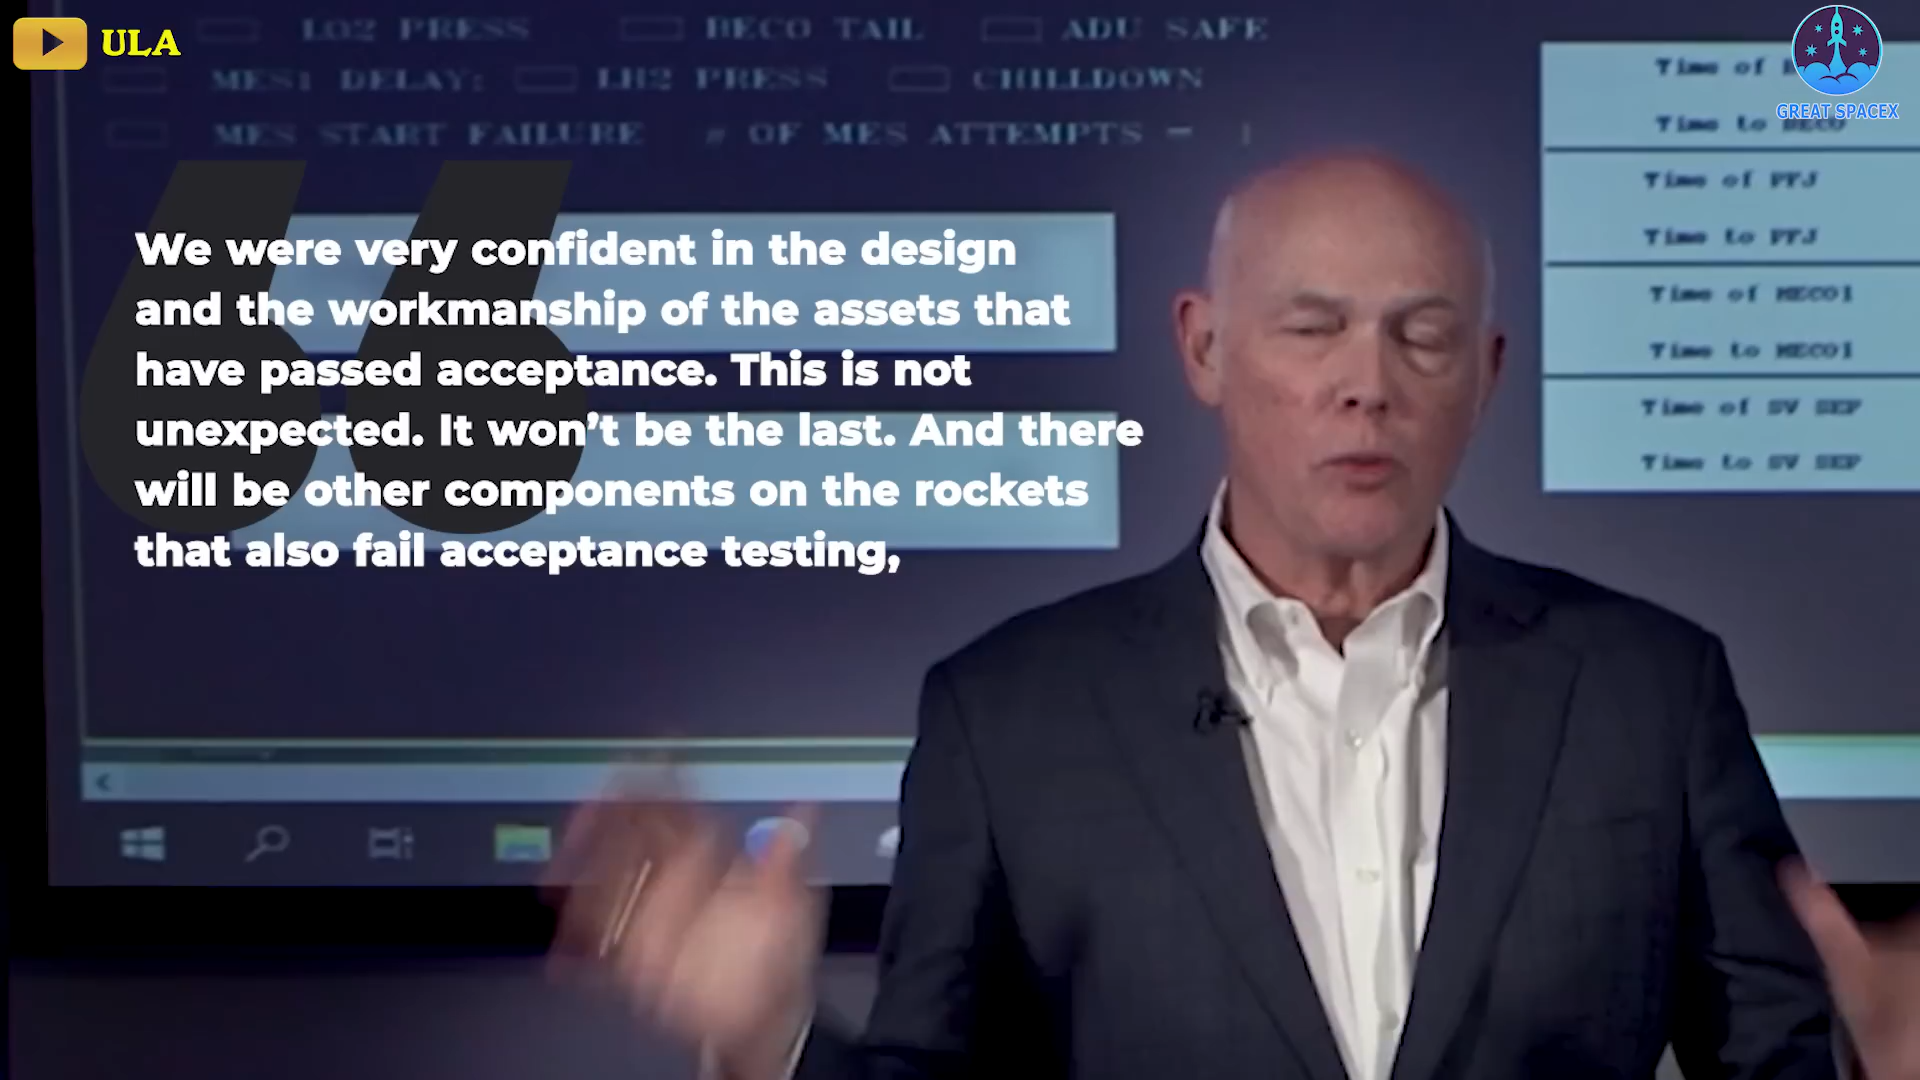 ULA
LO2 PRESS BECO TAIL ADU SAFE
MES1 DELAY: LH2 PRESS CHILLDOWN
MES START FAILURE # OF MES ATTEMPTS =
Time of
Time to BECO
Time of PFJ
Time to PFJ
Time of MECO1
Time to MECO1
Time of SV SEP
Time to SV SEP
GREAT SPACEX
We were very confident in the design
and the workmanship of the assets that
have passed acceptance. This is not
unexpected. It won’t be the last. And there
will be other components on the rockets
that also fail acceptance testing,